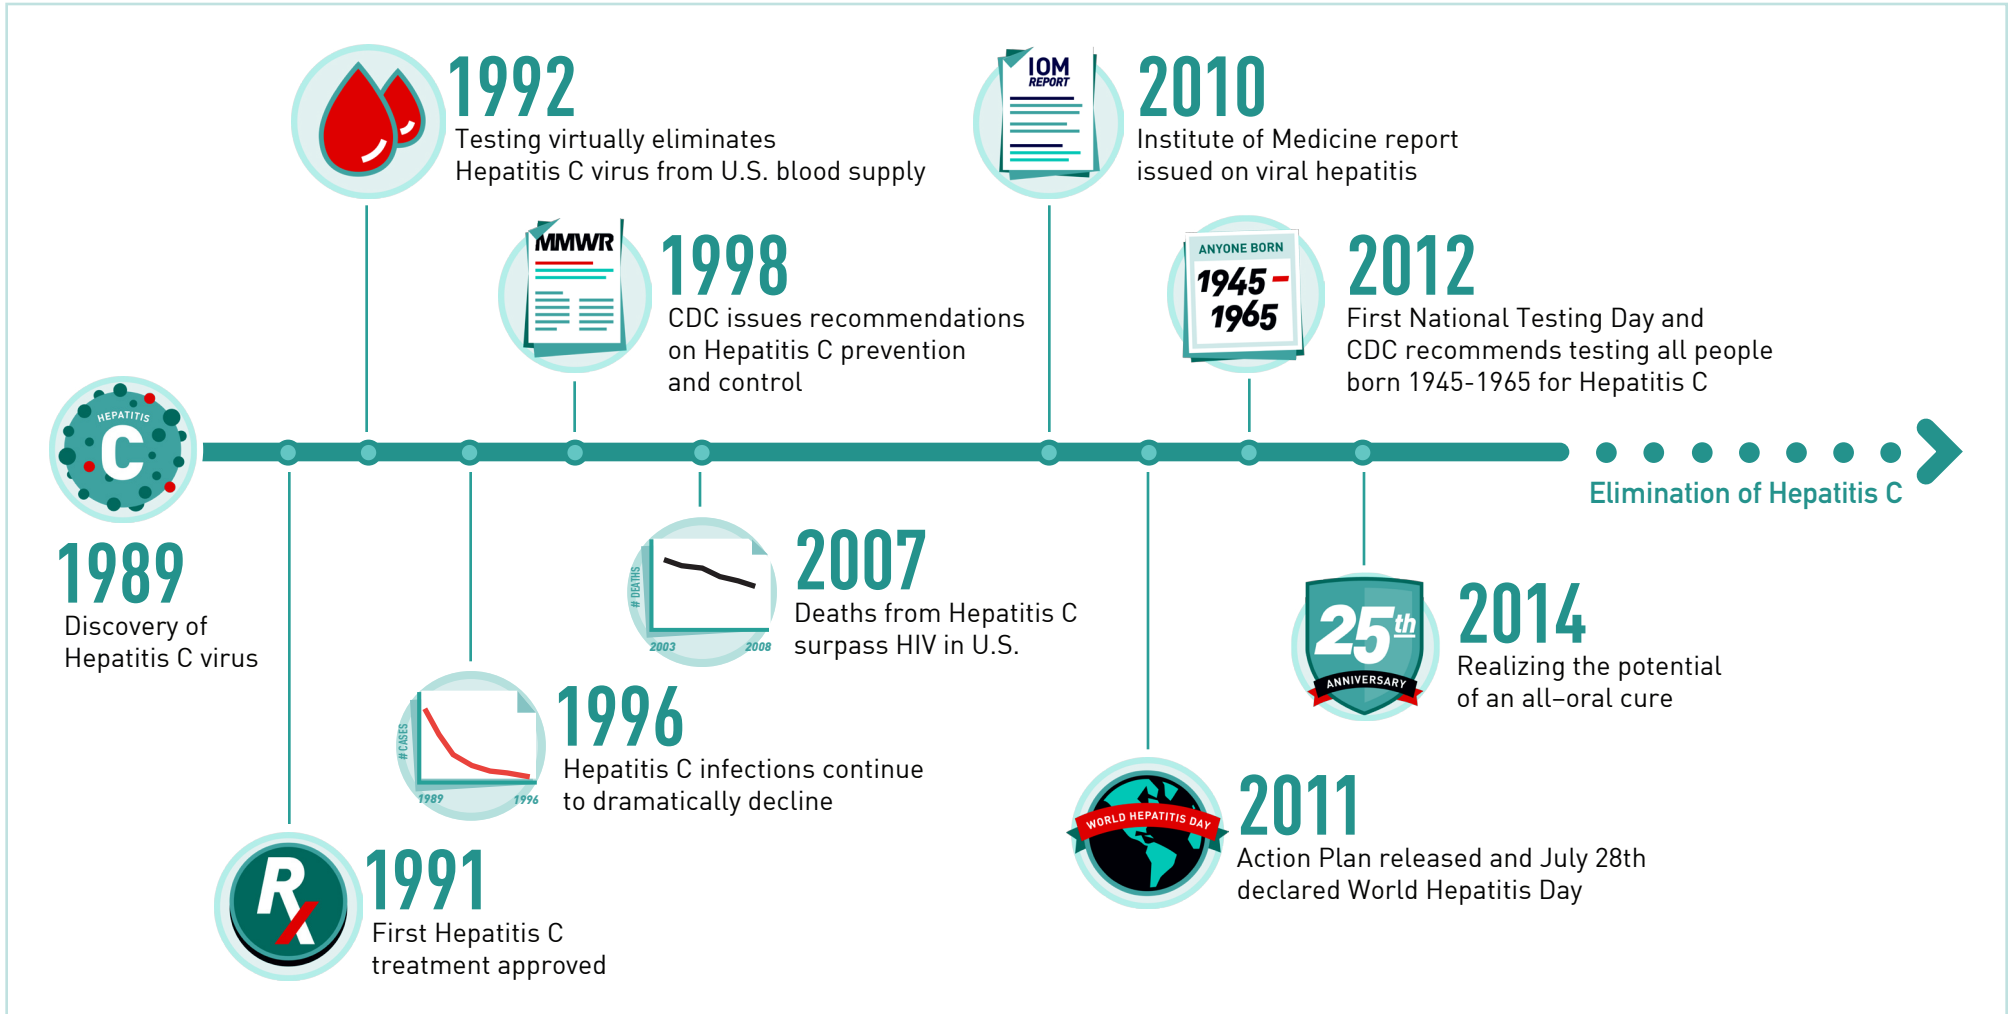 HEPATITIS
C
1989
Discovery of
Hepatitis C virus
Rx
1991
First Hepatitis C
treatment approved
1992
Testing virtually eliminates
Hepatitis C virus from U.S. blood supply
# CASES
1989
1996
1996
Hepatitis C infections continue
to dramatically decline
MMWR
1998
CDC issues recommendations
on Hepatitis C prevention
and control
# DEATHS
2003
2008
2007
Deaths from Hepatitis C
surpass HIV in U.S.
IOM
REPORT
2010
Institute of Medicine report
issued on viral hepatitis
WORLD HEPATITIS DAY
2011
Action Plan released and July 28th
declared World Hepatitis Day
ANYONE BORN
1945–
1965
2012
First National Testing Day and
CDC recommends testing all people
born 1945-1965 for Hepatitis C
25th
ANNIVERSARY
2014
Realizing the potential
of an all–oral cure
Elimination of Hepatitis C